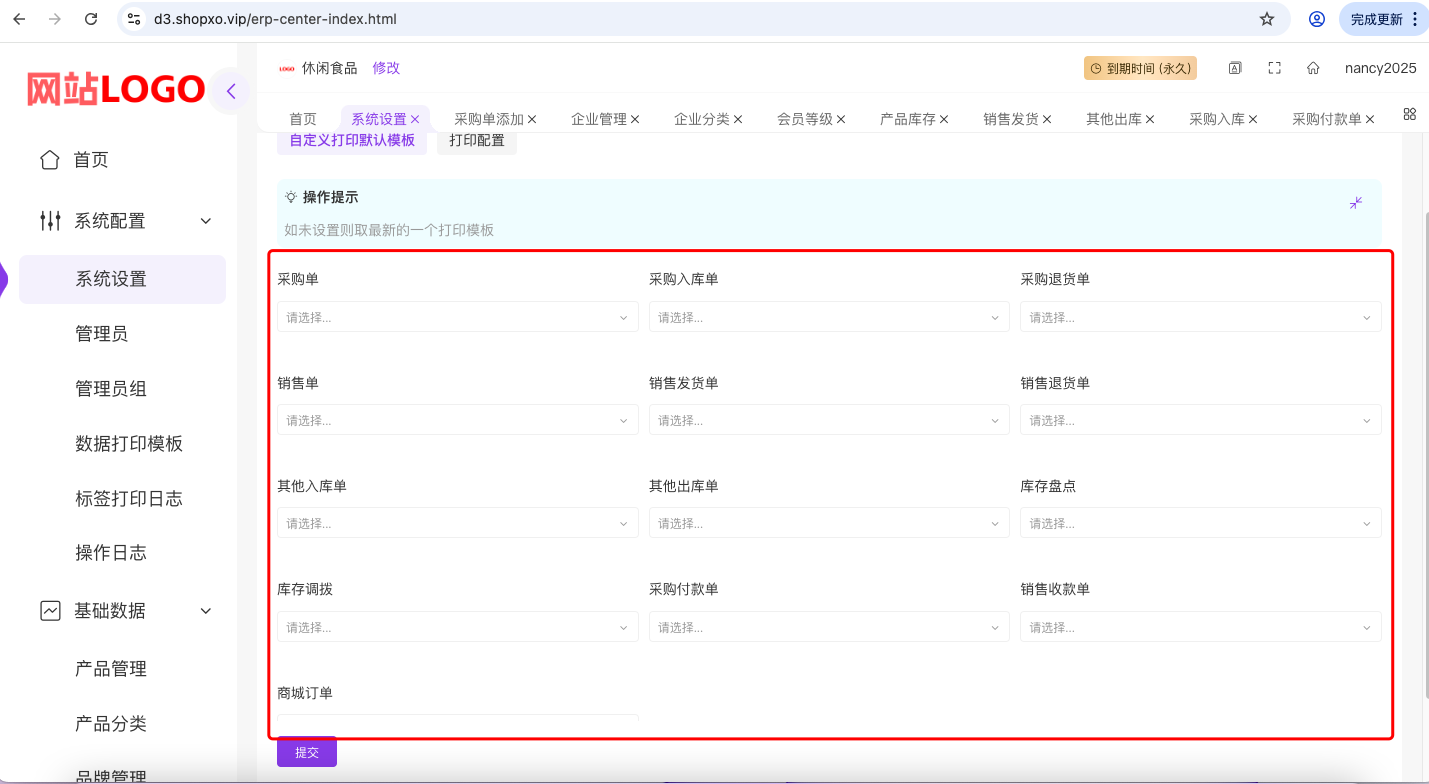 d3.shopxo.vip/erp-center-index.html
完成更新
网站LOGO
LOGO 休闲食品 修改
到期时间 (永久)
nancy2025
首页 系统设置 采购单添加 企业管理 企业分类 会员等级 产品库存 销售发货 其他出库 采购入库 采购付款单
首页
系统配置
系统设置
管理员
管理员组
数据打印模板
标签打印日志
操作日志
基础数据
产品管理
产品分类
品牌管理
自定义打印默认模板 打印配置
操作提示
如未设置则取最新的一个打印模板
采购单 采购入库单 采购退货单
请选择... 请选择... 请选择...
销售单 销售发货单 销售退货单
请选择... 请选择... 请选择...
其他入库单 其他出库单 库存盘点
请选择... 请选择... 请选择...
库存调拨 采购付款单 销售收款单
请选择... 请选择... 请选择...
商城订单
提交